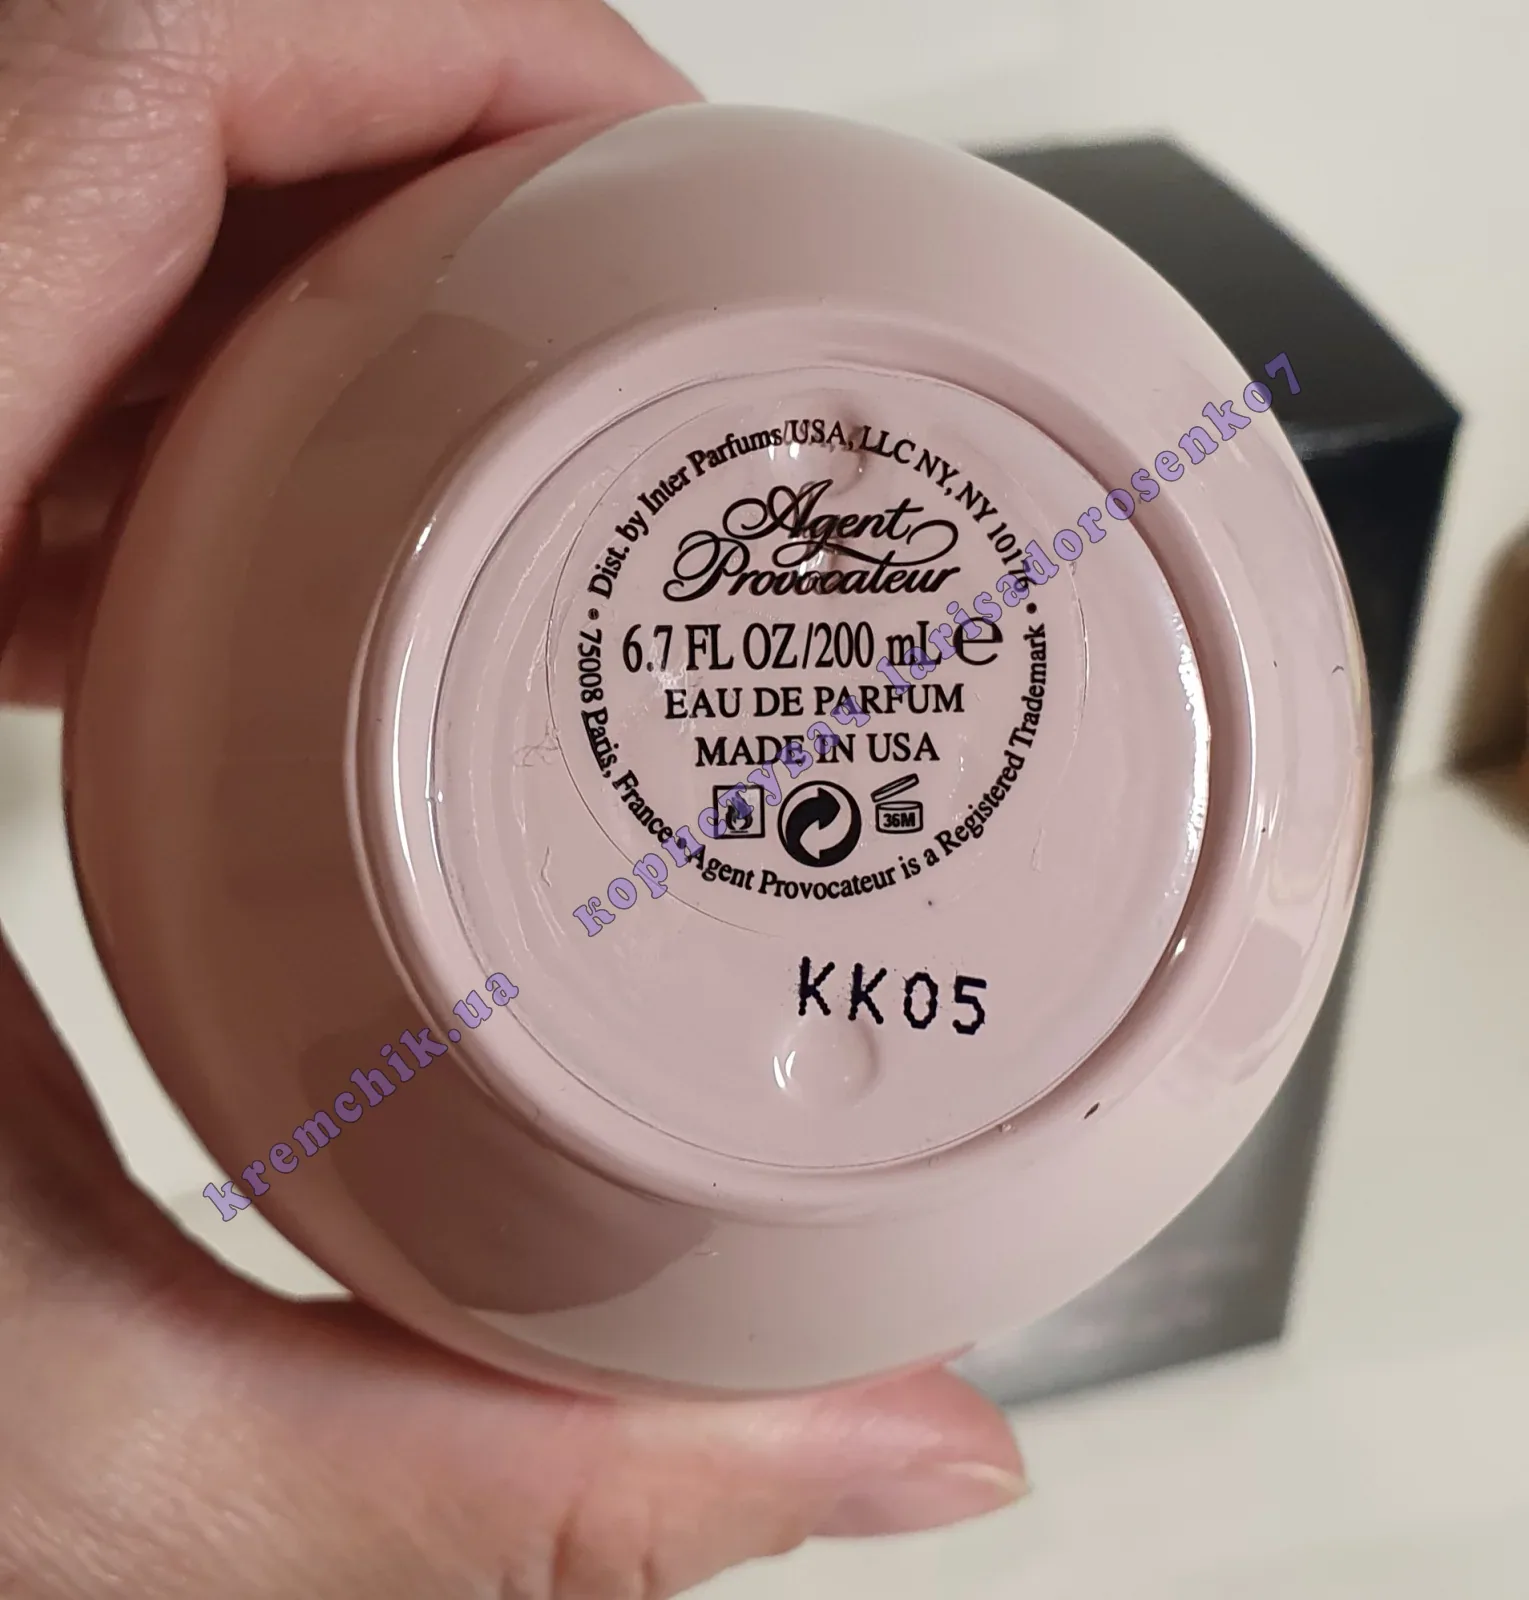 Dist. by Inter Parfums USA, LLC NY, NY 10176 •
Agent
Provocateur
6.7 FL OZ/200 mL ℮
EAU DE PARFUM
MADE IN USA
36M
• 75008 Paris, France • Agent Provocateur is a Registered Trademark
KK05
kremchik.ua
користувач larisadorosenko7